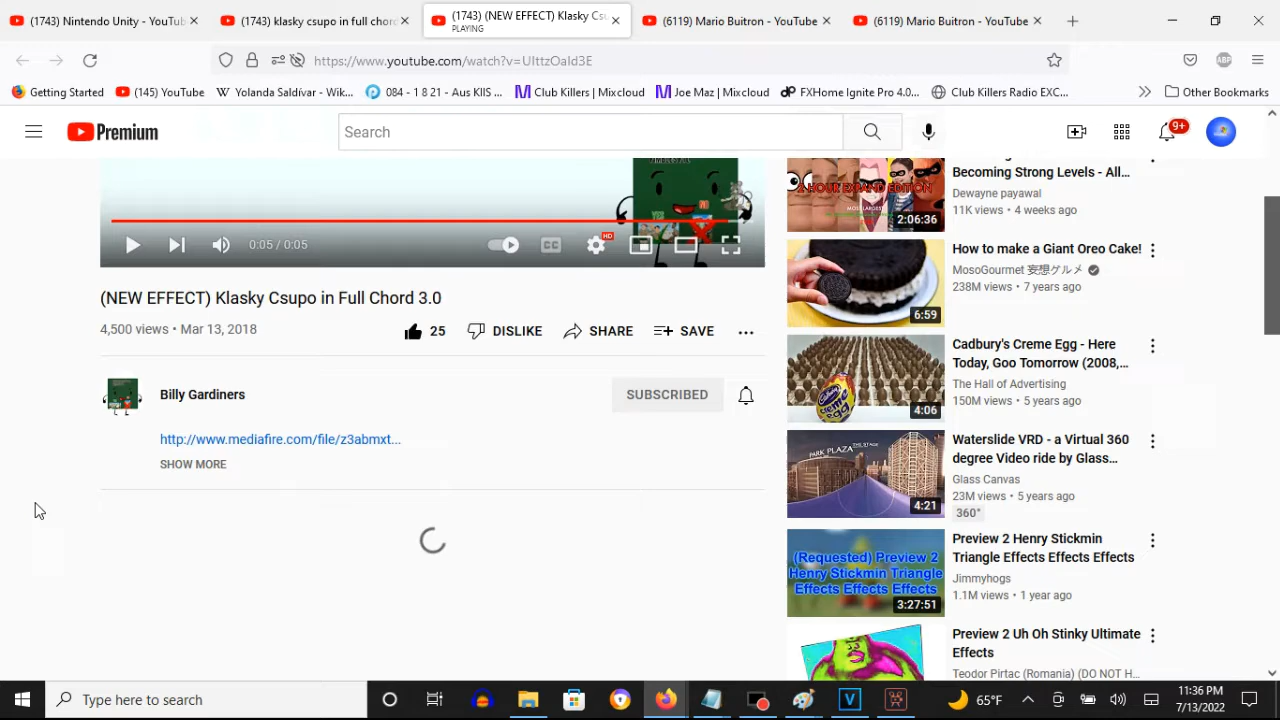 (1743) Nintendo Unity - YouTub
(1743) klasky csupo in full chord
(1743) (NEW EFFECT) Klasky Cs
PLAYING
(6119) Mario Buitron - YouTube
(6119) Mario Buitron - YouTube
https://www.youtube.com/watch?v=UIttzOaId3E
Getting Started
(145) YouTube
Yolanda Saldívar - Wik...
084 - 1 8 21 - Aus KIIS ...
Club Killers | Mixcloud
Joe Maz | Mixcloud
FXHome Ignite Pro 4.0...
Club Killers Radio EXC...
Other Bookmarks
ABP
Premium
Search
9+
0:05 / 0:05
CC
HD
(NEW EFFECT) Klasky Csupo in Full Chord 3.0
4,500 views • Mar 13, 2018
25
DISLIKE
SHARE
SAVE
Billy Gardiners
SUBSCRIBED
http://www.mediafire.com/file/z3abmxt...
SHOW MORE
2 HOUR EXPAND EDITION
2:06:36
Becoming Strong Levels - All...
Dewayne payawal
11K views • 4 weeks ago
6:59
How to make a Giant Oreo Cake!
MosoGourmet 妄想グルメ
238M views • 7 years ago
4:06
Cadbury's Creme Egg - Here
Today, Goo Tomorrow (2008,...
The Hall of Advertising
150M views • 5 years ago
PARK PLAZA
4:21
Waterslide VRD - a Virtual 360
degree Video ride by Glass...
Glass Canvas
23M views • 5 years ago
360°
(Requested) Preview 2
Henry Stickmin Triangle
Effects Effects Effects
3:27:51
Preview 2 Henry Stickmin
Triangle Effects Effects Effects
Jimmyhogs
1.1M views • 1 year ago
Preview 2 Uh Oh Stinky Ultimate
Effects
Teodor Pirtac (Romania) (DO NOT H...
Type here to search
65°F
11:36 PM
7/13/2022